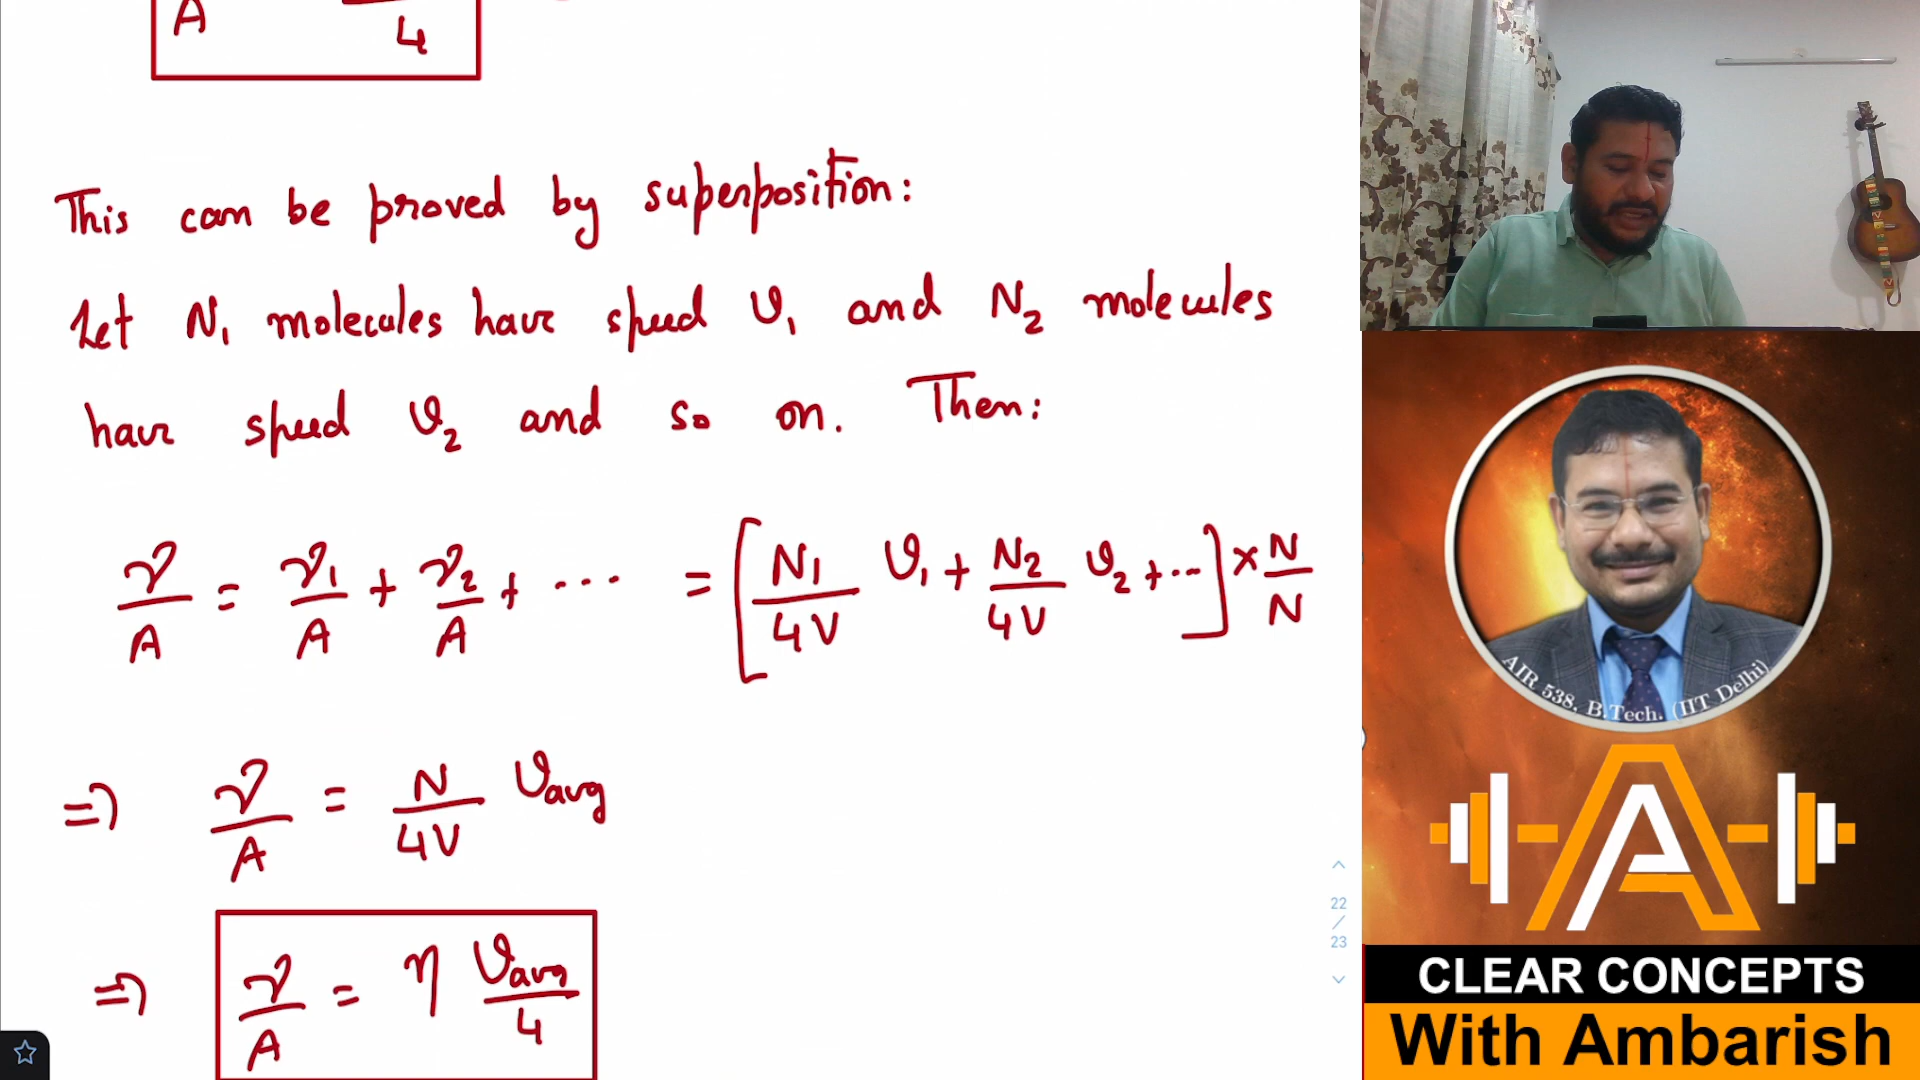 A 4
This can be proved by superposition:
Let N₁ molecules have speed v₁ and N₂ molecules
have speed v₂ and so on. Then:
ν/A = ν₁/A + ν₂/A + ... = [N₁/4V v₁ + N₂/4V v₂ + ...] × N/N
⇒ ν/A = N/4V v_avg
⇒ ν/A = η v_avg/4
22
/
23
AIR 538, B.Tech. (IIT Delhi)
A
CLEAR CONCEPTS
With Ambarish